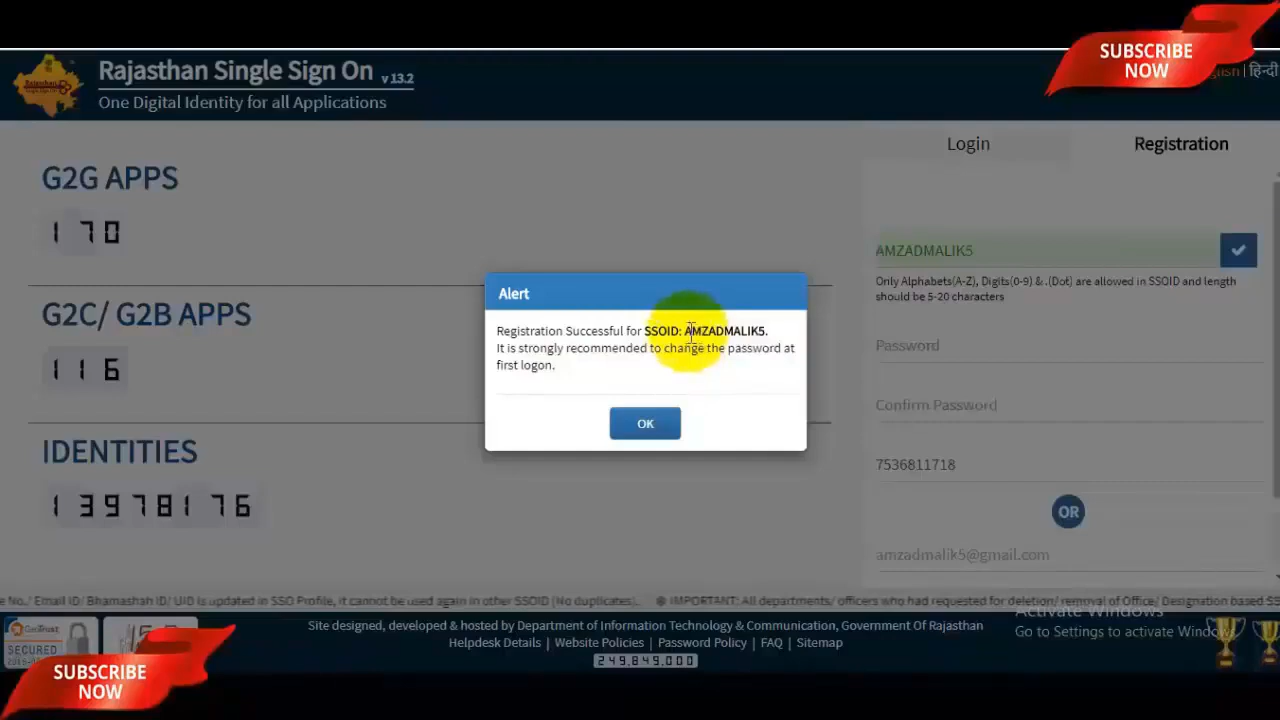 SUBSCRIBE
NOW
Rajasthan Single Sign On v 13.2
One Digital Identity for all Applications
हिन्दी
Login
Registration
G2G APPS
170
G2C/ G2B APPS
116
IDENTITIES
13978176
AMZADMALIK5
Only Alphabets(A-Z), Digits(0-9) & .(Dot) are allowed in SSOID and length
should be 5-20 characters
Password
Confirm Password
7536811718
OR
amzadmalik5@gmail.com
Alert
Registration Successful for SSOID: AMZADMALIK5.
It is strongly recommended to change the password at
first logon.
OK
No./ Email ID/ Bhamashah ID/ UID is updated in SSO Profile, it cannot be used again in other SSOID (No duplicates). IMPORTANT: All departments/ officers who had requested for deletion/ removal of Office/ Designation based
Activate Windows
Go to Settings to activate Windows.
Site designed, developed & hosted by Department of Information Technology & Communication, Government Of Rajasthan
Helpdesk Details | Website Policies | Password Policy | FAQ | Sitemap
249,849,000
SECURED
SUBSCRIBE
NOW